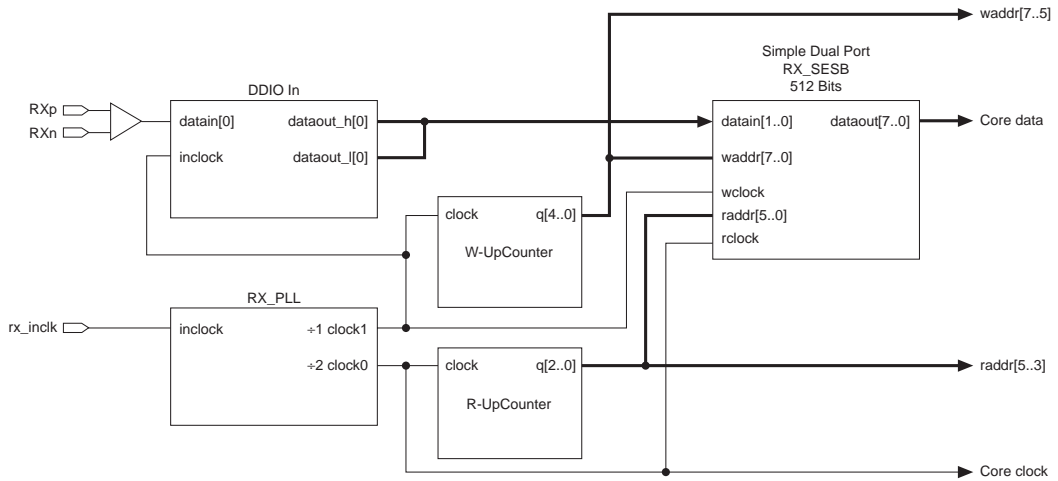 waddr[7..5]
Simple Dual Port
RX_SESB
512 Bits
DDIO In
RXp
RXn
datain[0]
dataout_h[0]
inclock
dataout_l[0]
datain[1..0]
dataout[7..0]
Core data
waddr[7..0]
wclock
raddr[5..0]
rclock
clock
q[4..0]
W-UpCounter
RX_PLL
rx_inclk
inclock
÷1 clock1
÷2 clock0
clock
q[2..0]
raddr[5..3]
R-UpCounter
Core clock